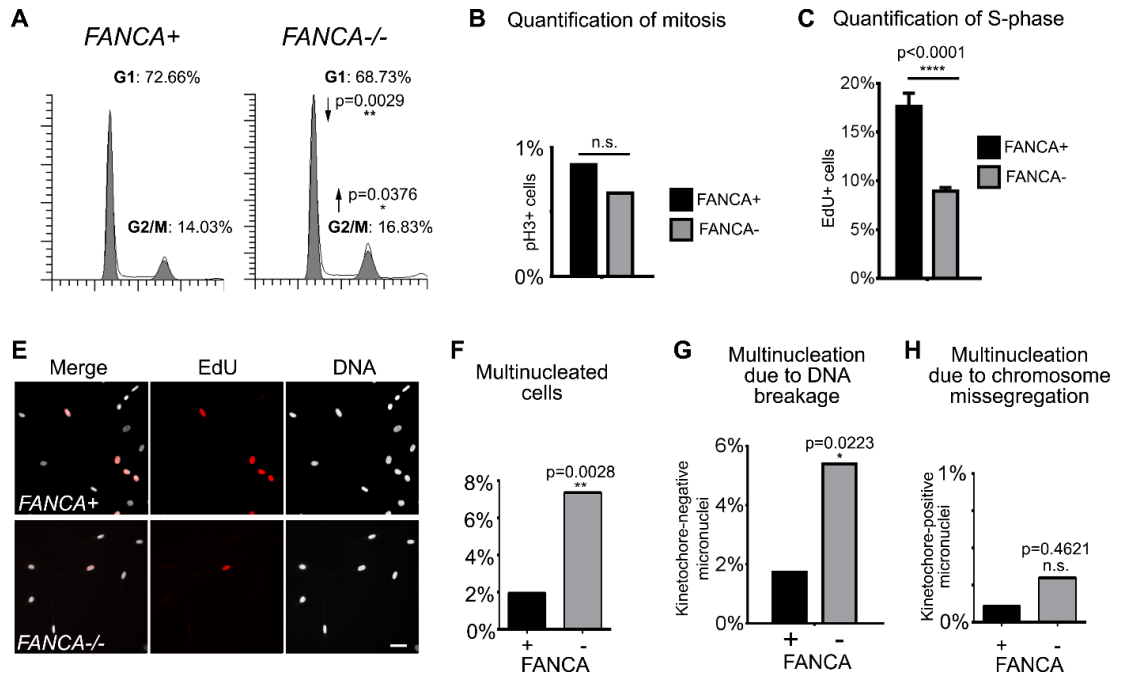 A
FANCA+
FANCA-/-
G1: 72.66%
G1: 68.73%
p=0.0029
**
p=0.0376
*
G2/M: 14.03%
G2/M: 16.83%
B
Quantification of mitosis
n.s.
1%
0%
pH3+ cells
FANCA+
FANCA-
C
Quantification of S-phase
p<0.0001
****
20%
15%
10%
5%
0%
EdU+ cells
FANCA+
FANCA-
E
Merge
EdU
DNA
FANCA+
FANCA-/-
F
Multinucleated
cells
p=0.0028
**
8%
6%
4%
2%
0%
+
-
FANCA
G
Multinucleation
due to DNA
breakage
p=0.0223
*
6%
4%
2%
0%
Kinetochore-negative
micronuclei
+
-
FANCA
H
Multinucleation
due to chromosome
missegregation
1%
0%
p=0.4621
n.s.
Kinetochore-positive
micronuclei
+
-
FANCA